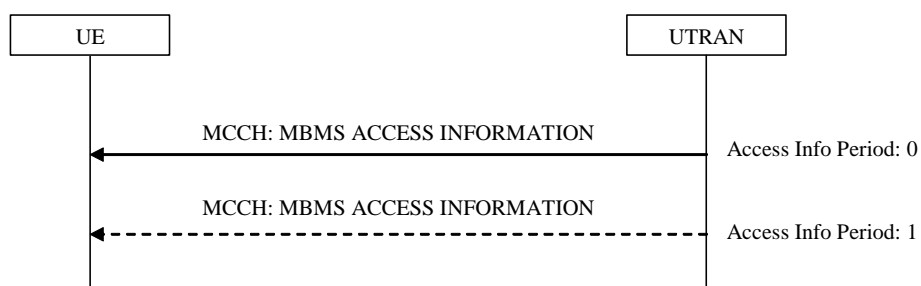 UE
UTRAN
MCCH: MBMS ACCESS INFORMATION
Access Info Period: 0
MCCH: MBMS ACCESS INFORMATION
Access Info Period: 1